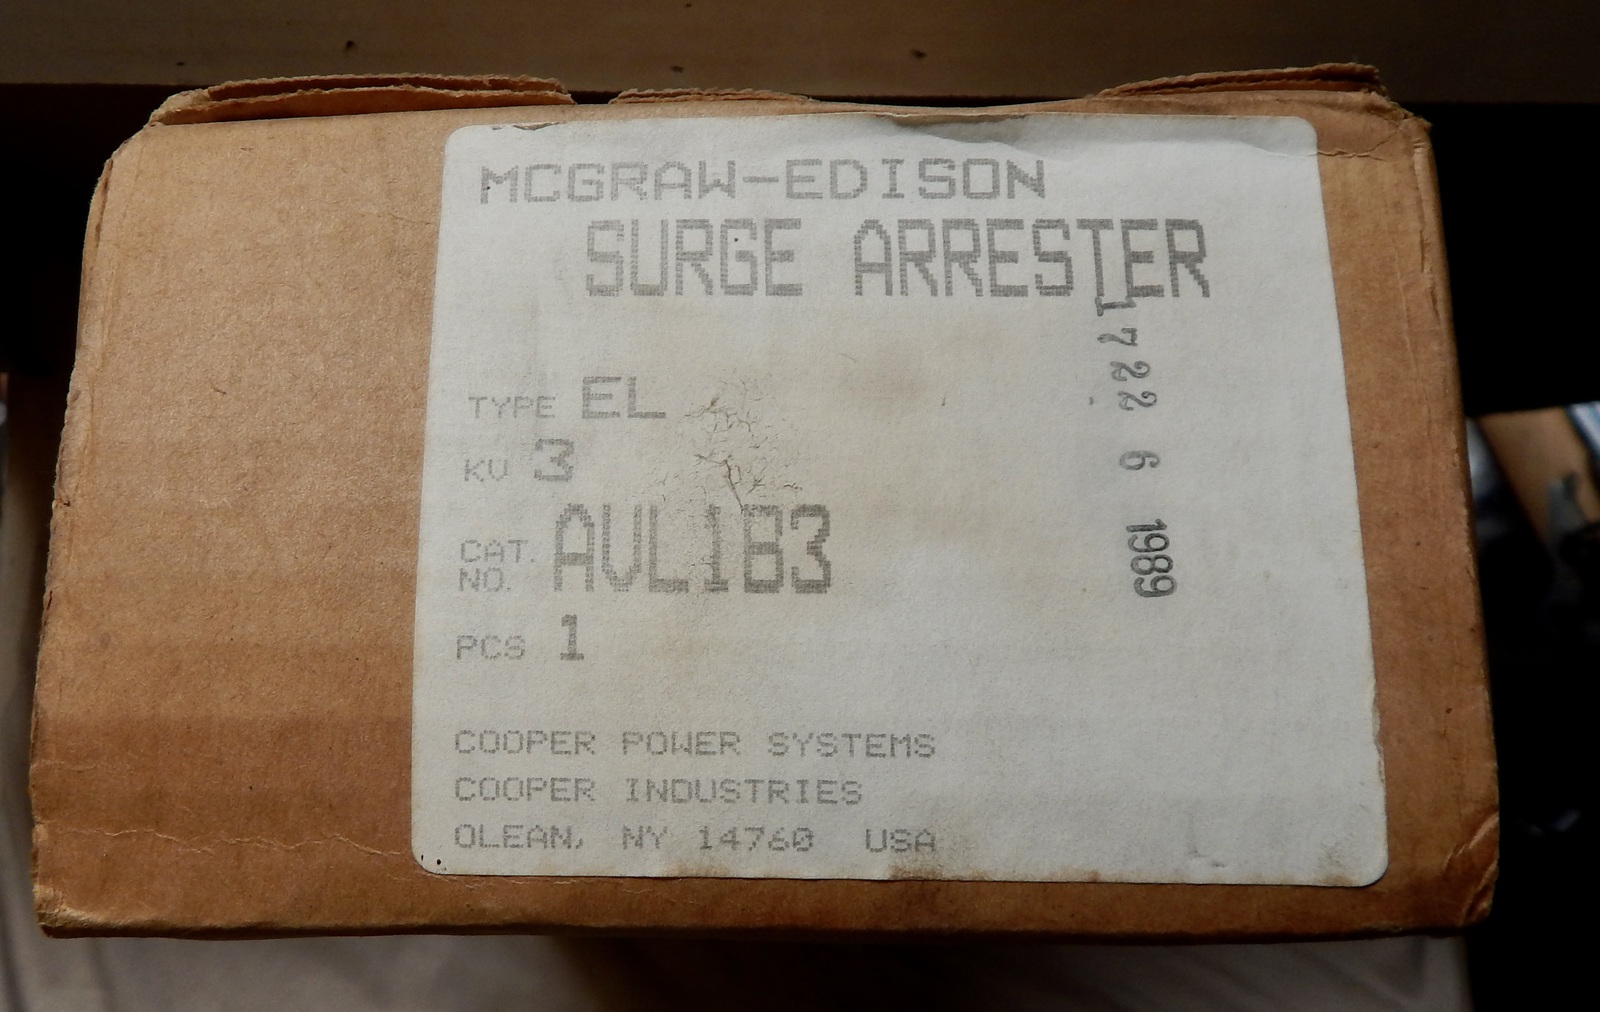 MCGRAW-EDISON
SURGE ARRESTER
TYPE EL
KV 3
CAT. NO. AVL1B3
PCS 1
COOPER POWER SYSTEMS
COOPER INDUSTRIES
OLEAN, NY 14760 USA
1722 6 1989